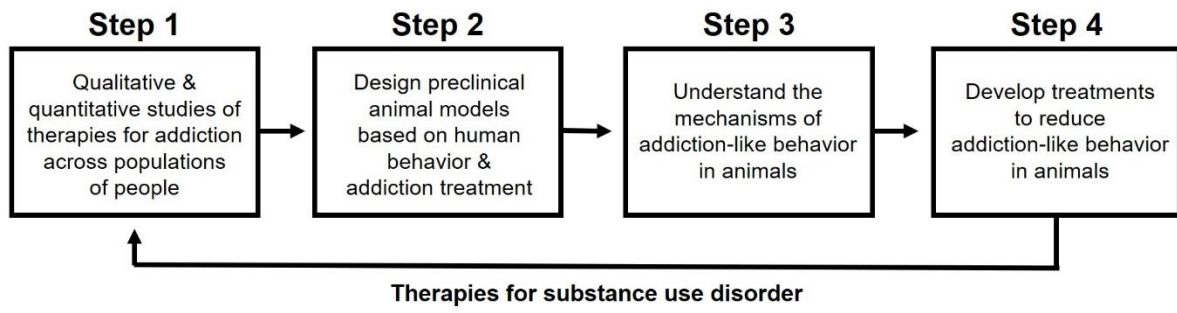 Step 1
Qualitative &
quantitative studies of
therapies for addiction
across populations
of people
Step 2
Design preclinical
animal models
based on human
behavior &
addiction treatment
Step 3
Understand the
mechanisms of
addiction-like behavior
in animals
Step 4
Develop treatments
to reduce
addiction-like behavior
in animals
Therapies for substance use disorder